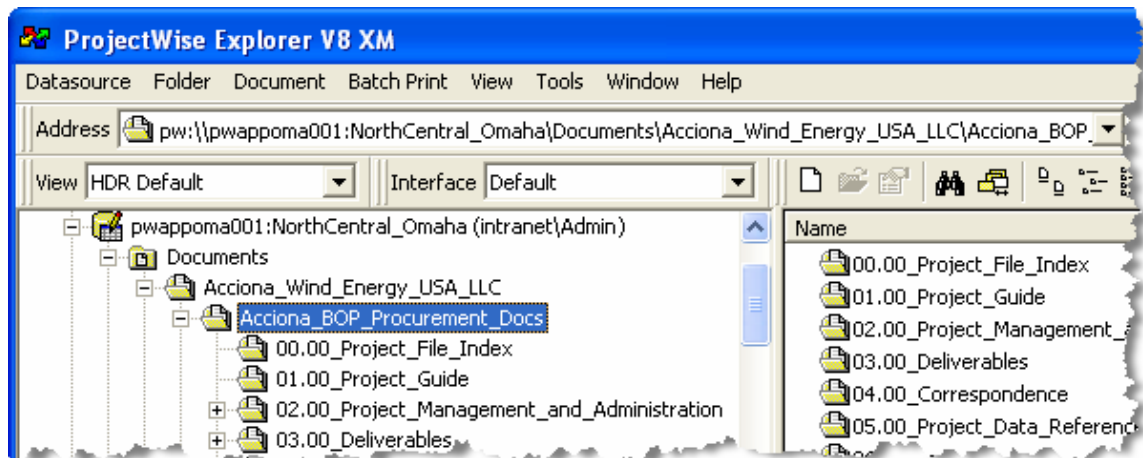 ProjectWise Explorer V8 XM
Datasource Folder Document Batch Print View Tools Window Help
Address pw:\\pwappoma001:NorthCentral_Omaha\Documents\Acciona_Wind_Energy_USA_LLC\Acciona_BOP_
View HDR Default Interface Default
pwappoma001:NorthCentral_Omaha (intranet\Admin)
Documents
Acciona_Wind_Energy_USA_LLC
Acciona_BOP_Procurement_Docs
00.00_Project_File_Index
01.00_Project_Guide
02.00_Project_Management_and_Administration
03.00_Deliverables
Name
00.00_Project_File_Index
01.00_Project_Guide
02.00_Project_Management_
03.00_Deliverables
04.00_Correspondence
05.00_Project_Data_Referenc